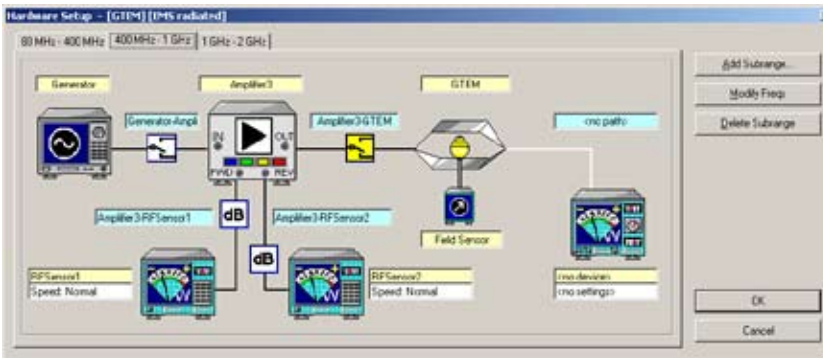 Hardware Setup - [GTEM] [EMS radiated]
80 MHz - 400 MHz
400 MHz - 1 GHz
1 GHz - 2 GHz
Generator
Amplifier3
GTEM
Generator-Ampli
Amplifier3-GTEM
<no path>
IN
OUT
FWD
REV
Amplifier3-RFSensor1
dB
Amplifier3-RFSensor2
dB
Field Sensor
RFSensor1
Speed: Normal
RFSensor2
Speed: Normal
<no device>
<no settings>
Add Subrange...
Modify Freq.
Delete Subrange
OK
Cancel